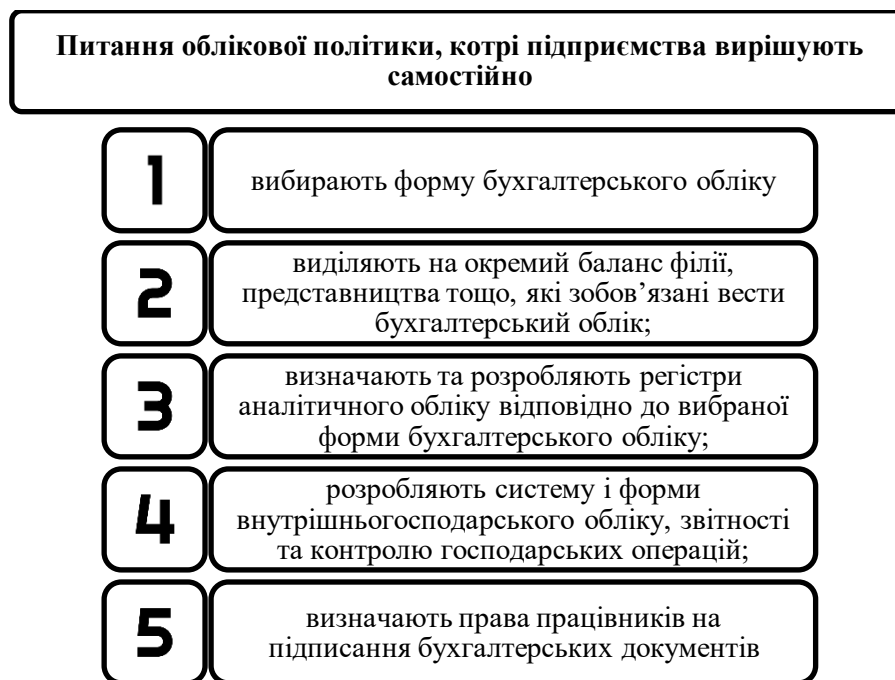 Питання облікової політики, котрі підприємства вирішують
самостійно
1
вибирають форму бухгалтерського обліку
2
виділяють на окремий баланс філії,
представництва тощо, які зобов’язані вести
бухгалтерський облік;
3
визначають та розробляють регістри
аналітичного обліку відповідно до вибраної
форми бухгалтерського обліку;
4
розробляють систему і форми
внутрішньогосподарського обліку, звітності
та контролю господарських операцій;
5
визначають права працівників на
підписання бухгалтерських документів